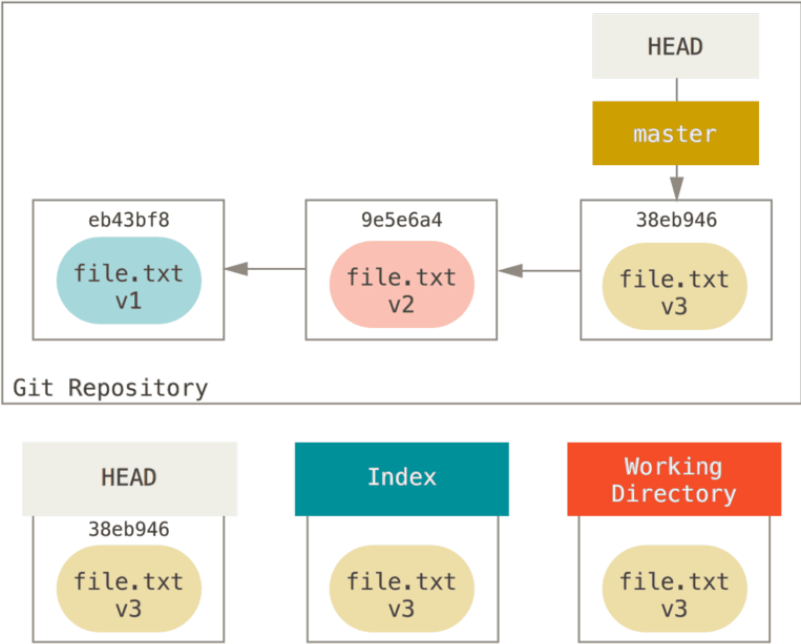 HEAD
master
eb43bf8
9e5e6a4
38eb946
file.txt
v1
file.txt
v2
file.txt
v3
Git Repository
HEAD
Index
Working
Directory
38eb946
file.txt
v3
file.txt
v3
file.txt
v3